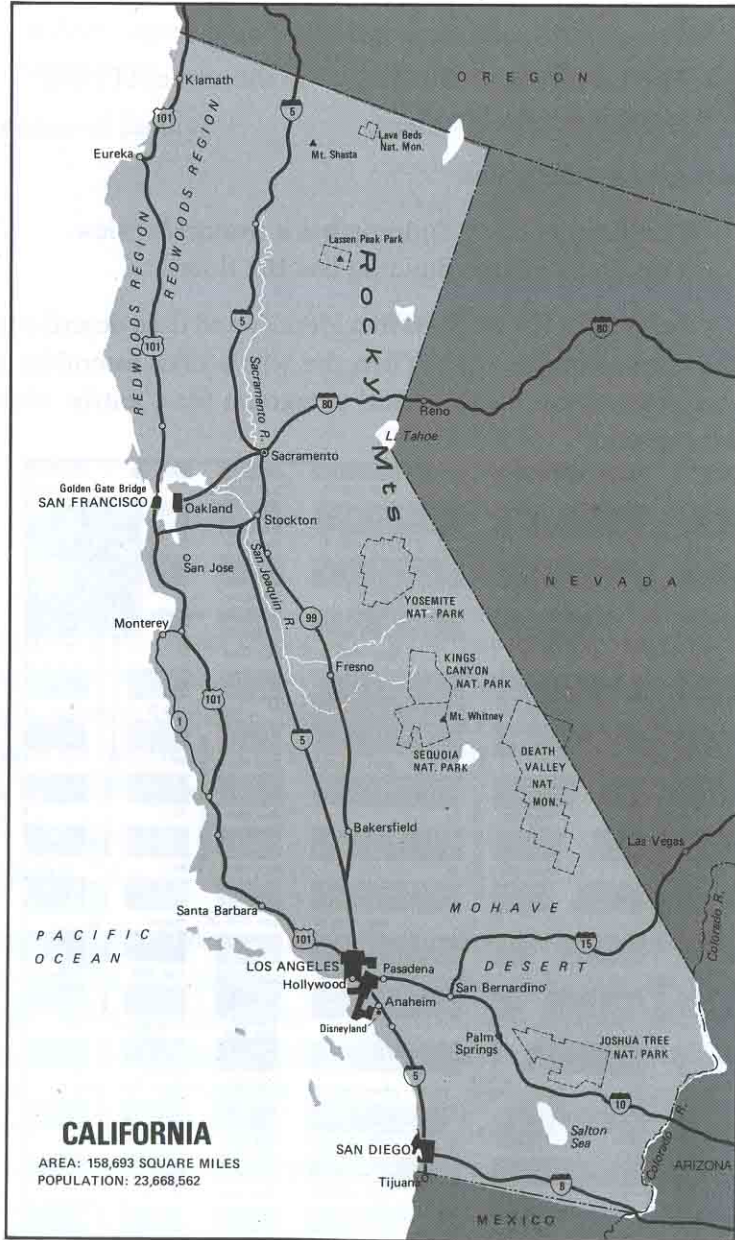 OREGON
Klamath
101
5
Eureka
Mt. Shasta
Lava Beds
Nat. Mon.
REDWOODS REGION
REDWOODS REGION
Lassen Peak Park
Rocky Mts
101
5
Sacramento R.
80
80
Reno
L. Tahoe
Sacramento
Golden Gate Bridge
SAN FRANCISCO
Oakland
Stockton
San Jose
San Joaquin R.
NEVADA
YOSEMITE
NAT. PARK
Monterey
99
Fresno
KINGS
CANYON
NAT. PARK
101
1
5
Mt. Whitney
SEQUOIA
NAT. PARK
DEATH
VALLEY
NAT.
MON.
Bakersfield
Las Vegas
Santa Barbara
MOHAVE
DESERT
PACIFIC
OCEAN
101
15
Colorado R.
LOS ANGELES
Hollywood
Pasadena
San Bernardino
Anaheim
Disneyland
Palm
Springs
JOSHUA TREE
NAT. PARK
5
10
Salton
Sea
Colorado R.
ARIZONA
CALIFORNIA
AREA: 158,693 SQUARE MILES
POPULATION: 23,668,562
SAN DIEGO
Tijuana
8
MEXICO